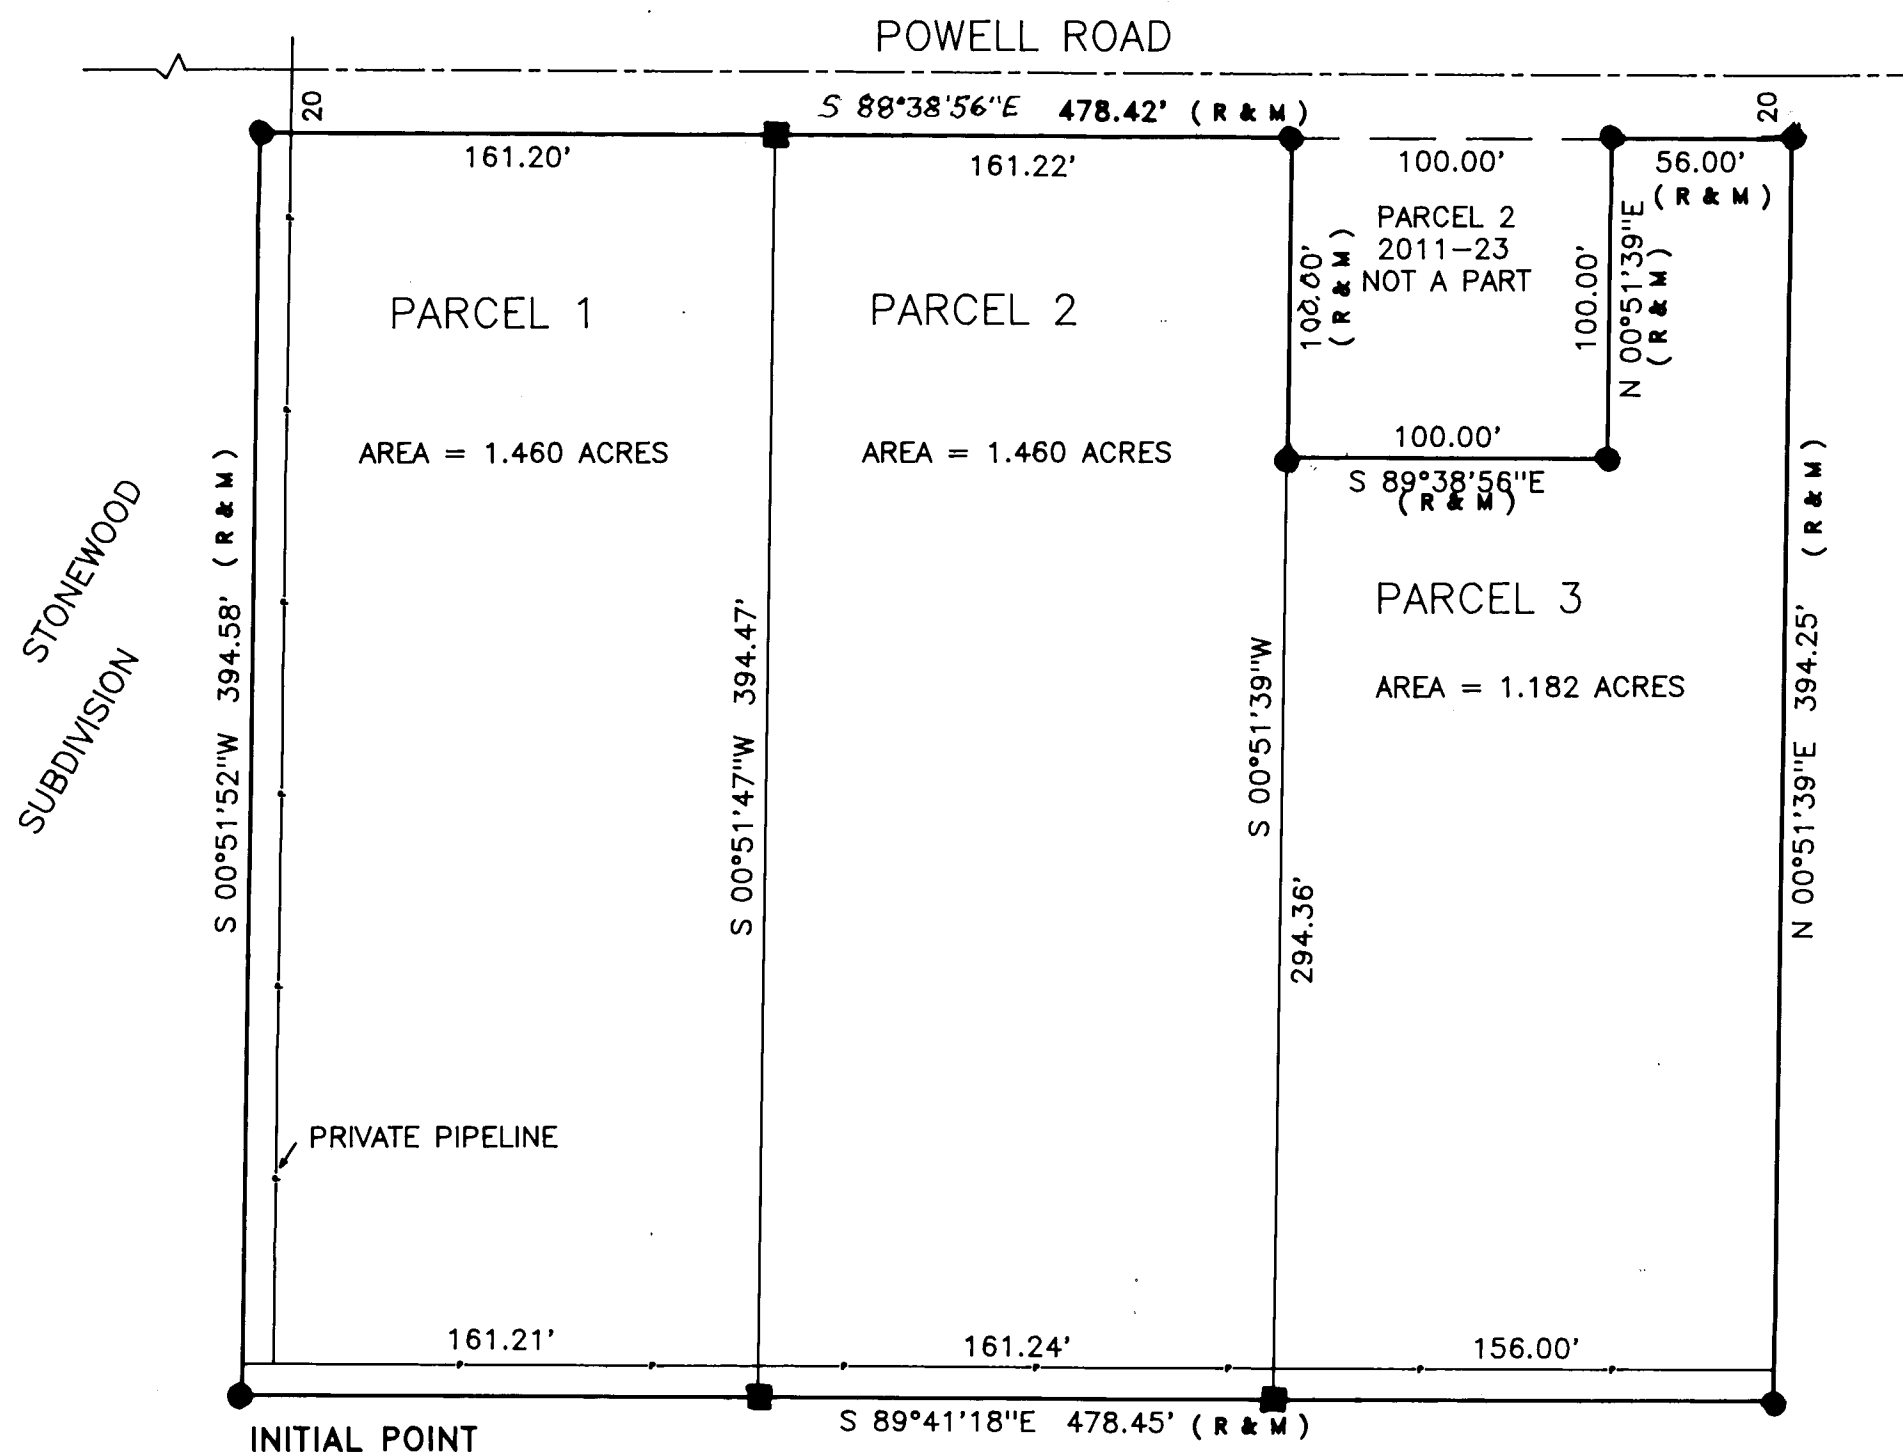 POWELL ROAD
20
S 88°38'56"E 478.42' (R & M)
20
161.20'
161.22'
100.00'
56.00'
(R & M)
PARCEL 2
2011-23
NOT A PART
100.00'
(R & M)
100.00'
N 00°51'39"E
(R & M)
PARCEL 1
PARCEL 2
AREA = 1.460 ACRES
AREA = 1.460 ACRES
100.00'
S 89°38'56"E
(R & M)
STONEWOOD
SUBDIVISION
S 00°51'52"W 394.58' (R & M)
S 00°51'47"W 394.47'
S 00°51'39"W
294.36'
PARCEL 3
AREA = 1.182 ACRES
N 00°51'39"E 394.25' (R & M)
PRIVATE PIPELINE
161.21'
161.24'
156.00'
S 89°41'18"E 478.45' (R & M)
INITIAL POINT